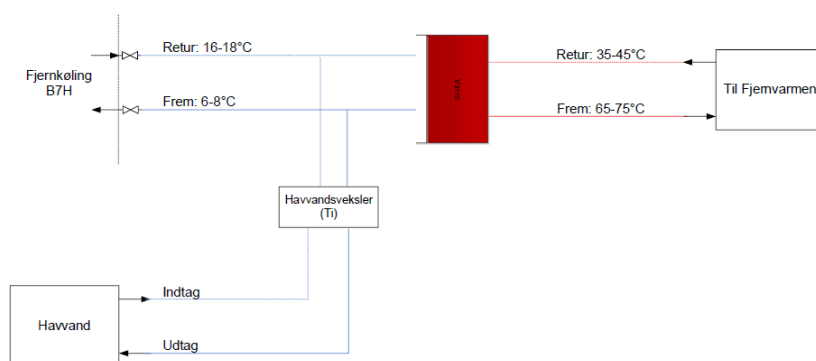 Retur: 16-18°C
Retur: 35-45°C
Fjernkøling
B7H
Frem: 6-8°C
Varme
Til Fjernvarmen
Frem: 65-75°C
Havvandsveksler
(Ti)
Indtag
Havvand
Udtag